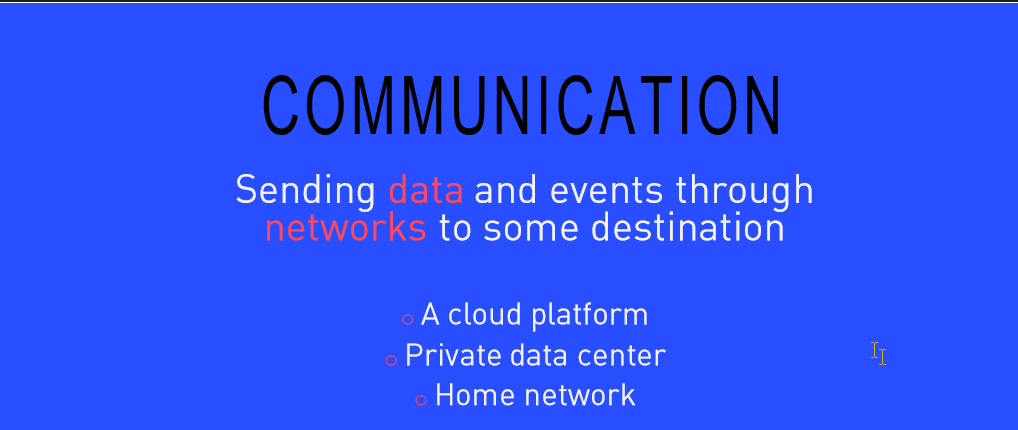 COMMUNICATION
Sending data and events through
networks to some destination
○ A cloud platform
○ Private data center
○ Home network